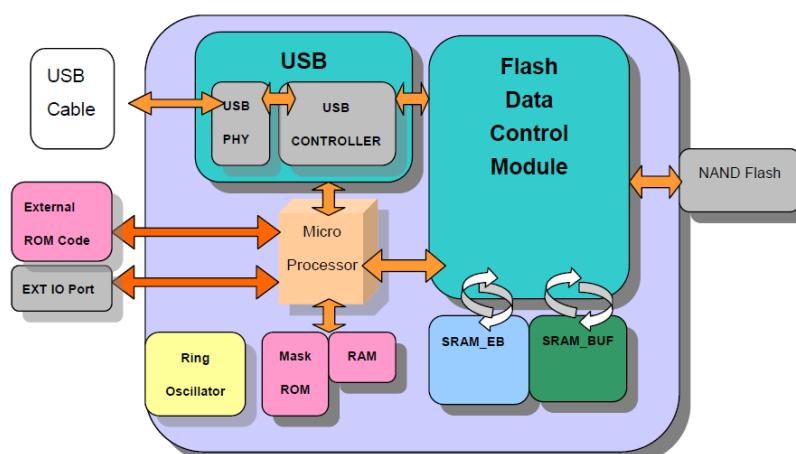 USB
Cable
USB
USB
PHY
USB
CONTROLLER
Flash
Data
Control
Module
NAND Flash
External
ROM Code
EXT IO Port
Micro
Processor
Ring
Oscillator
Mask
ROM
RAM
SRAM_EB
SRAM_BUF